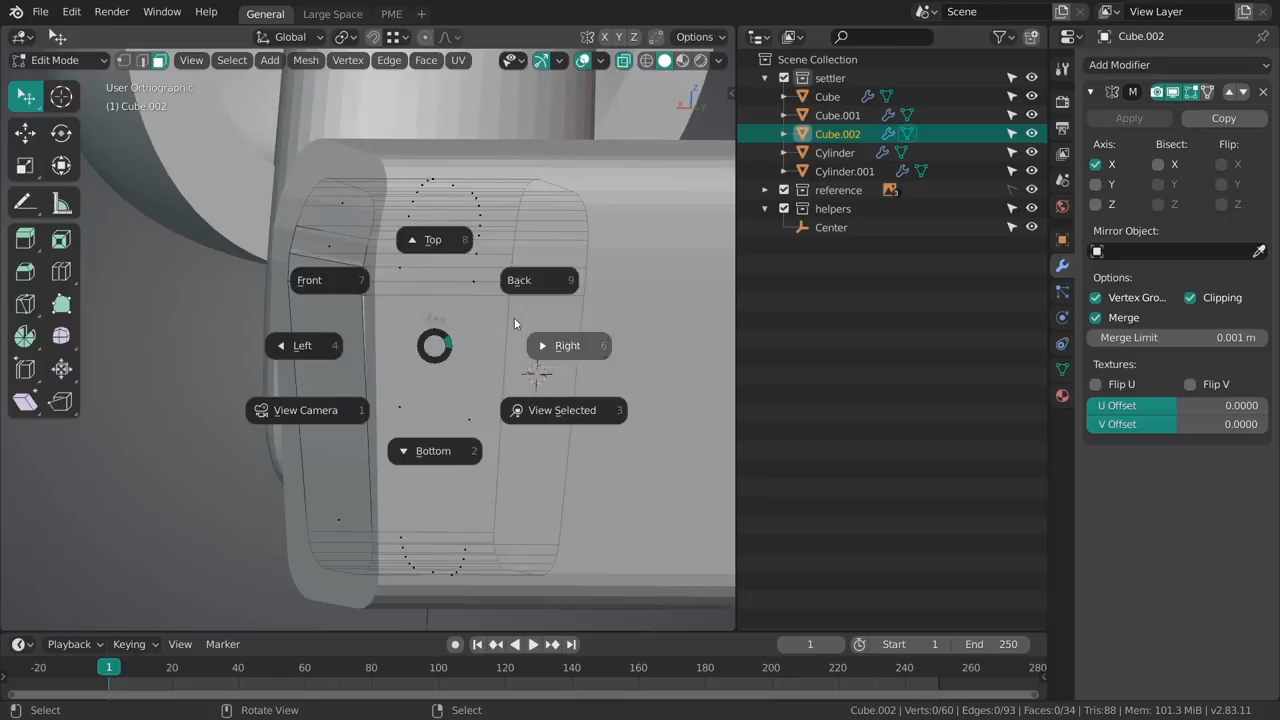 File Edit Render Window Help General Large Space PME + Scene View Layer
Global X Y Z Options Cube.002
Edit Mode View Select Add Mesh Vertex Edge Face UV Scene Collection Add Modifier
User Orthographic settler
(1) Cube.002 Cube M
Cube.001 Apply Copy
Cube.002
Cylinder Axis: Bisect: Flip:
Cylinder.001 X X X
reference 3 Y Y Y
helpers Z Z Z
Center Mirror Object:
Top 8
Front 7 Back 9 Options:
Vertex Gro... Clipping
Merge
Left 4 Right 6 Merge Limit 0.001 m
Textures:
Flip U Flip V
View Camera 1 View Selected 3 U Offset 0.0000
V Offset 0.0000
Bottom 2
Playback Keying View Marker 1 Start 1 End 250
-20 1 20 40 60 80 100 120 140 160 180 200 220 240 260 280
Select Rotate View Select Cube.002 | Verts:0/60 | Edges:0/93 | Faces:0/34 | Tris:88 | Mem: 101.3 MiB | v2.83.11